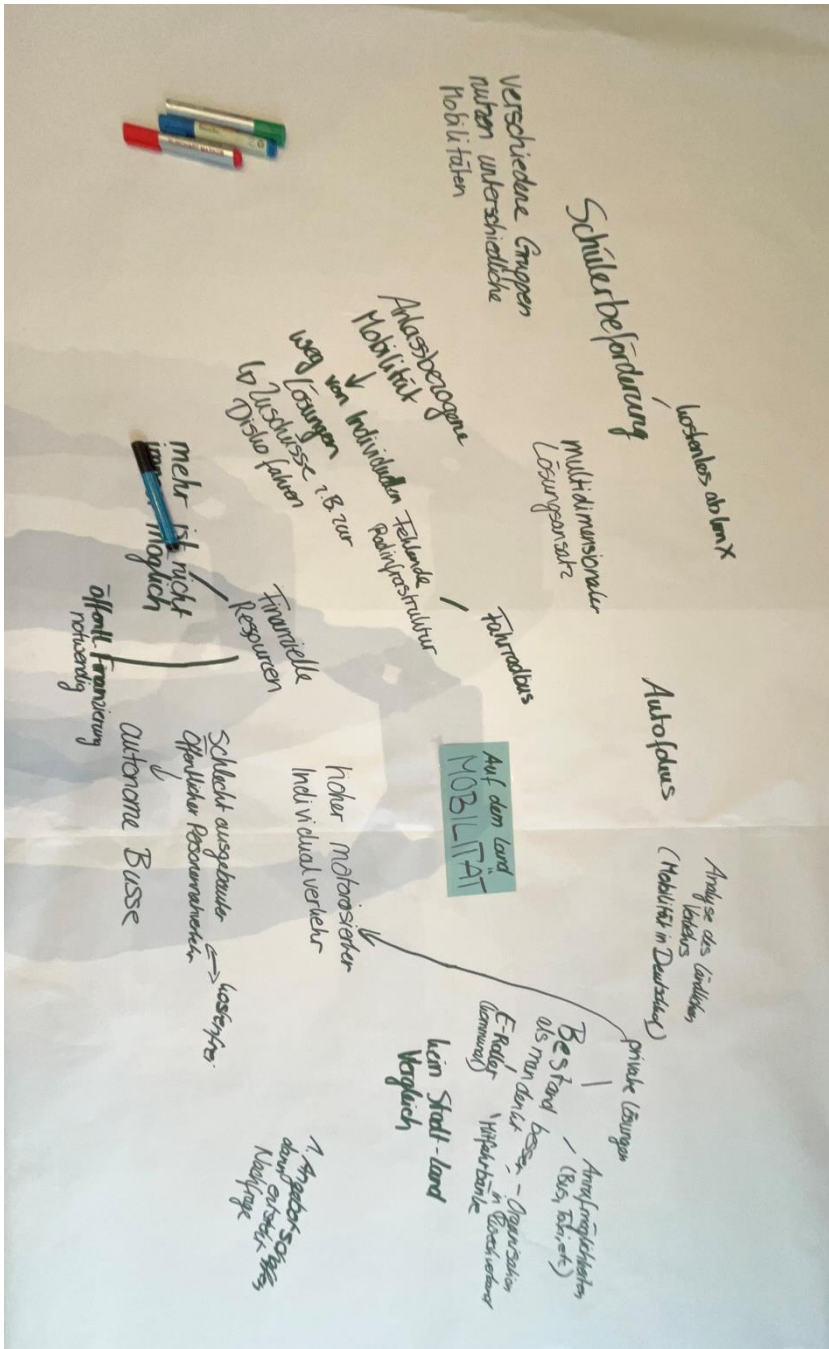 verschiedene Gruppen
nutzen unterschiedliche
Mobilitäten
Schülerbeförderung
kostenlos ab km X
multidimensionaler
Lösungsansatz
Anlassbezogene
Mobilität
weg von Individuellen
Lösungen
Zuschüsse z.B. zur
Disko fahren
Fahrradbus
Fehlende
Radinfrastruktur
Finanzielle
mehr ist nicht
möglich
öffentl. Finanzierung
notwendig
Auf dem Land
MOBILITÄT
Autofokus
Analyse des ländlichen
Verkehrs
(Mobilität in Deutschland)
private Lösungen
Anrufmöglichkeiten
(Bus, Taxi, etc.)
Bestand besser
als man denkt
- Organisation
in Zweckverband
E-Roller
(kommunal)
Mitfahrbänke
kein Stadt-Land
Vergleich
hoher motorisierter
Individualverkehr
Schlecht ausgebauter
Öffentlicher Personennahverkehr
autonome Busse
1. Angebot
dann entsteht
Nachfrage